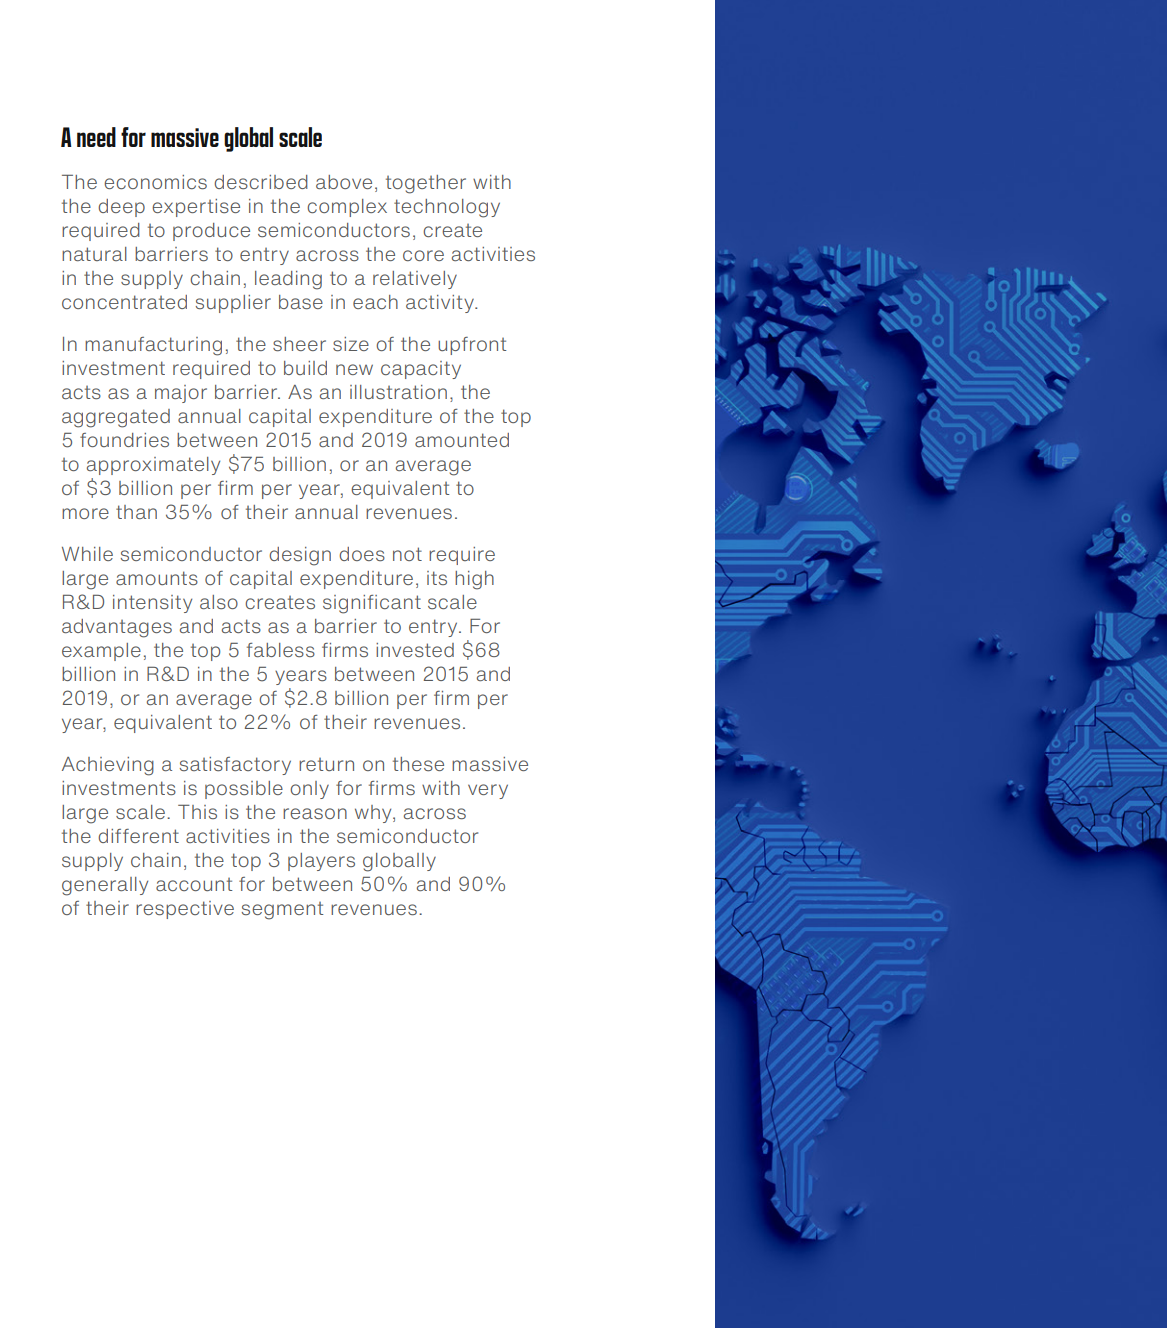 A need for massive global scale
The economics described above, together with
the deep expertise in the complex technology
required to produce semiconductors, create
natural barriers to entry across the core activities
in the supply chain, leading to a relatively
concentrated supplier base in each activity.
In manufacturing, the sheer size of the upfront
investment required to build new capacity
acts as a major barrier. As an illustration, the
aggregated annual capital expenditure of the top
5 foundries between 2015 and 2019 amounted
to approximately $75 billion, or an average
of $3 billion per firm per year, equivalent to
more than 35% of their annual revenues.
While semiconductor design does not require
large amounts of capital expenditure, its high
R&D intensity also creates significant scale
advantages and acts as a barrier to entry. For
example, the top 5 fabless firms invested $68
billion in R&D in the 5 years between 2015 and
2019, or an average of $2.8 billion per firm per
year, equivalent to 22% of their revenues.
Achieving a satisfactory return on these massive
investments is possible only for firms with very
large scale. This is the reason why, across
the different activities in the semiconductor
supply chain, the top 3 players globally
generally account for between 50% and 90%
of their respective segment revenues.